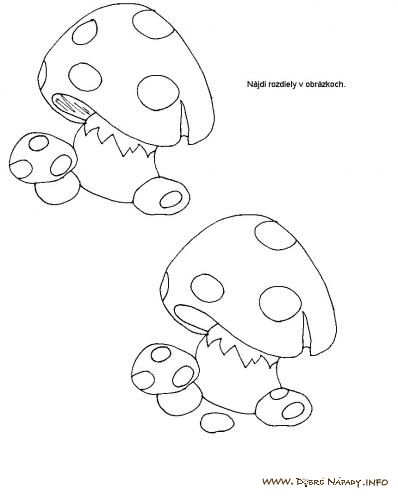 Nájdi rozdiely v obrázkoch.
www. Dobré Nápady .info